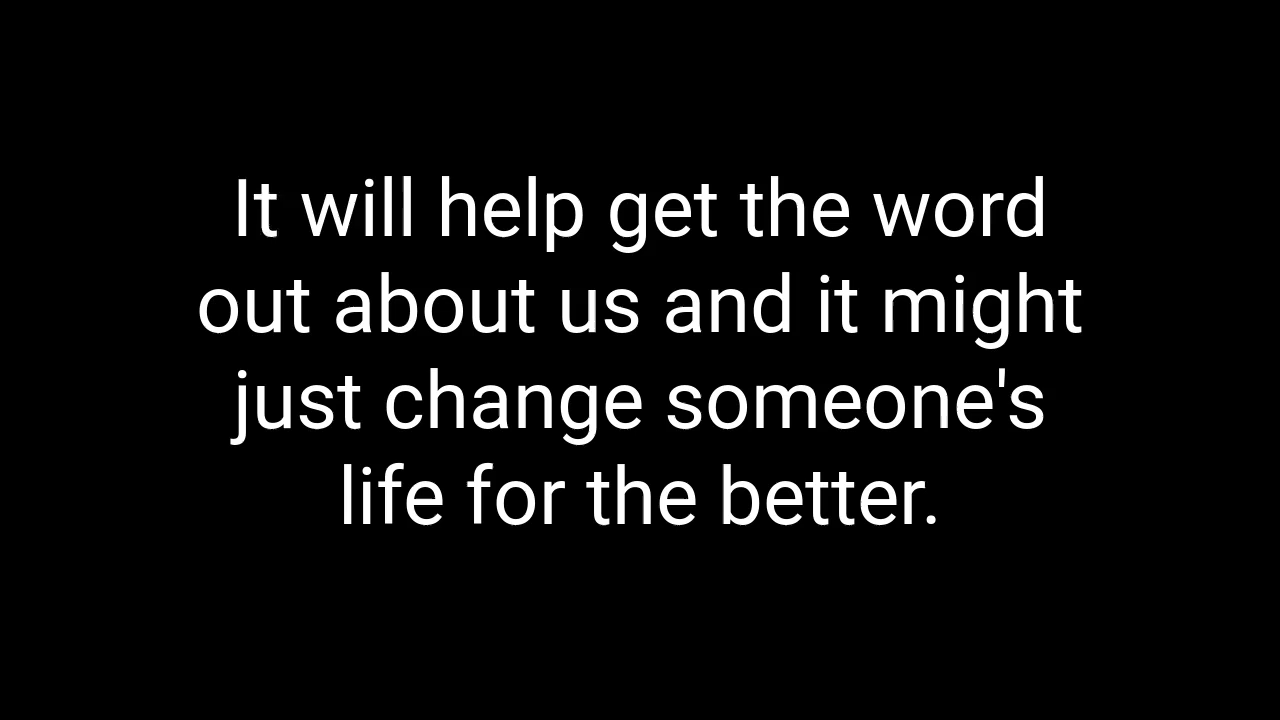 It will help get the word
out about us and it might
just change someone's
life for the better.